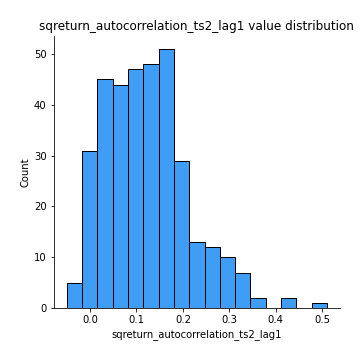 sqreturn_autocorrelation_ts2_lag1 value distribution
50
40
30
20
10
0
Count
0.0 0.1 0.2 0.3 0.4 0.5
sqreturn_autocorrelation_ts2_lag1